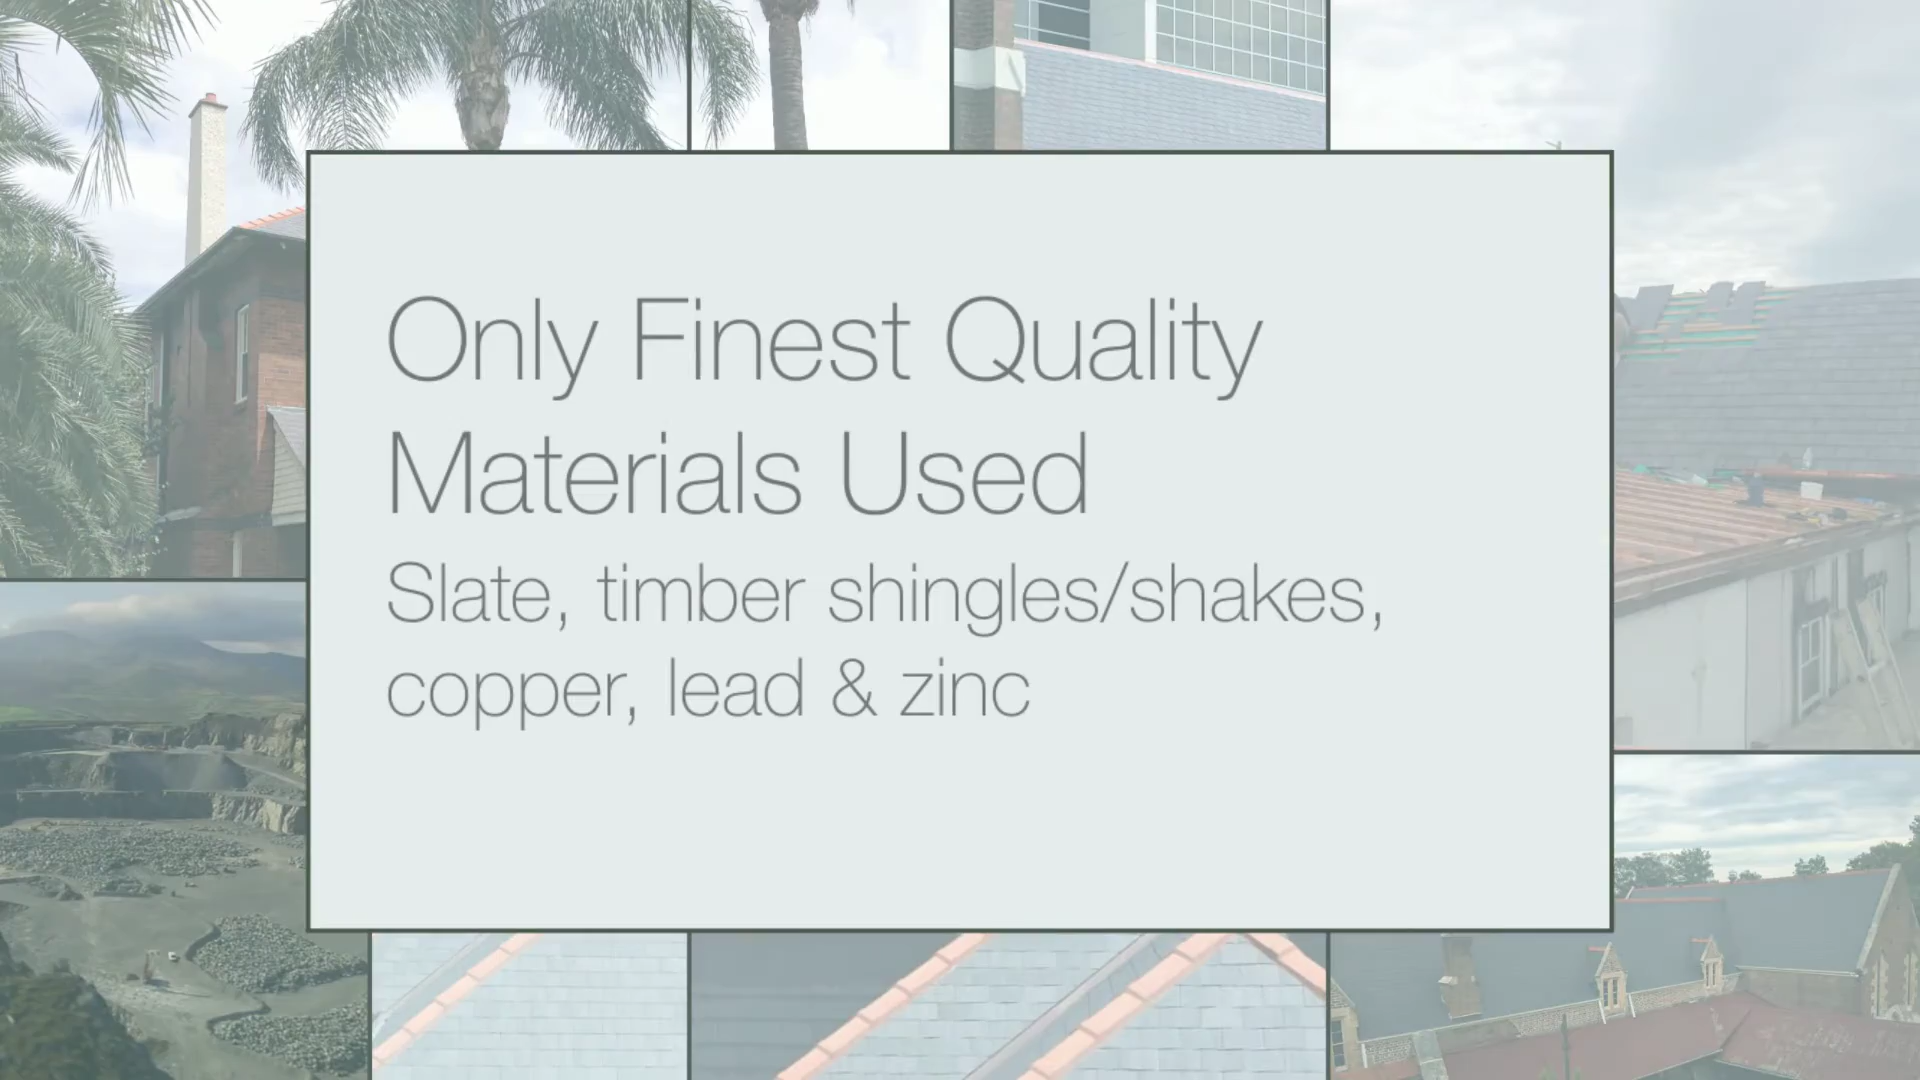 Only Finest Quality
Materials Used
Slate, timber shingles/shakes,
copper, lead & zinc